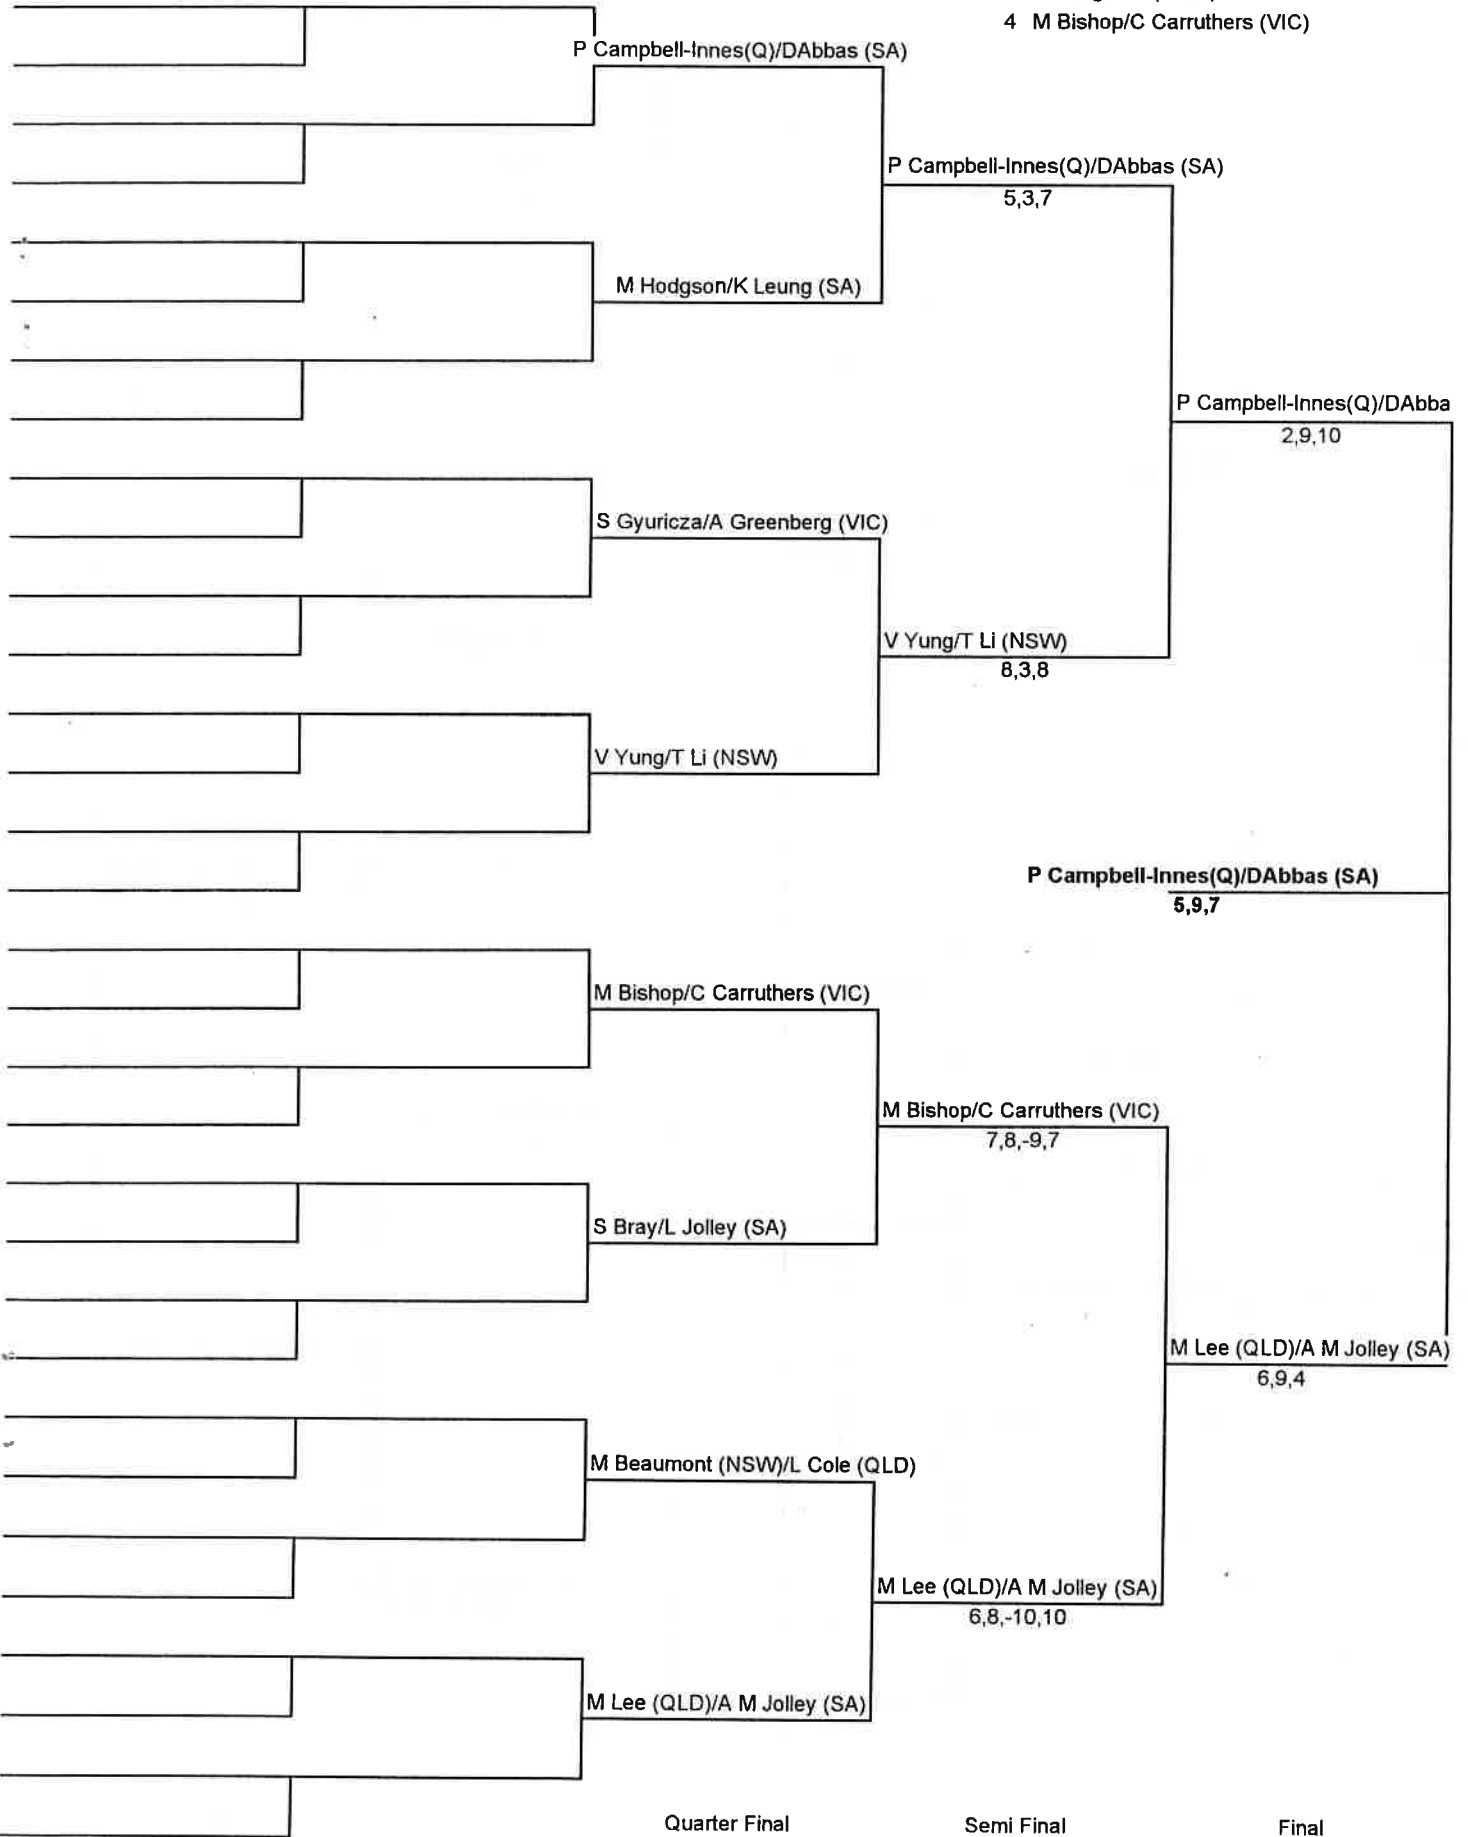 4 M Bishop/C Carruthers (VIC)
P Campbell-Innes(Q)/DAbbas (SA)
P Campbell-Innes(Q)/DAbbas (SA)
5,3,7
M Hodgson/K Leung (SA)
P Campbell-Innes(Q)/DAbba
2,9,10
S Gyuricza/A Greenberg (VIC)
V Yung/T Li (NSW)
8,3,8
V Yung/T Li (NSW)
P Campbell-Innes(Q)/DAbbas (SA)
5,9,7
M Bishop/C Carruthers (VIC)
M Bishop/C Carruthers (VIC)
7,8,-9,7
S Bray/L Jolley (SA)
M Lee (QLD)/A M Jolley (SA)
6,9,4
M Beaumont (NSW)/L Cole (QLD)
M Lee (QLD)/A M Jolley (SA)
6,8,-10,10
M Lee (QLD)/A M Jolley (SA)
Quarter Final Semi Final Final